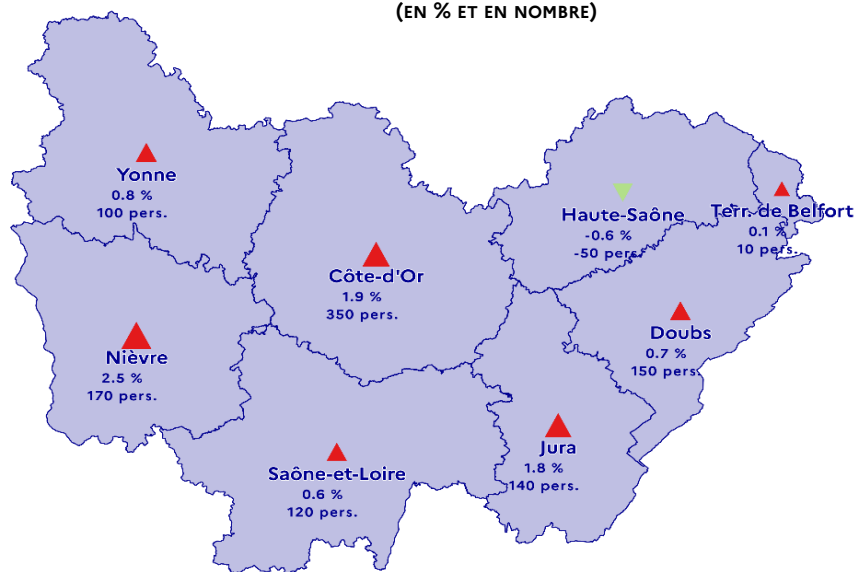 (EN % ET EN NOMBRE)
Yonne
0.8 %
100 pers.
Haute-Saône
-0.6 %
-50 pers.
Terr. de Belfort
0.1 %
10 pers.
Côte-d'Or
1.9 %
350 pers.
Doubs
0.7 %
150 pers.
Nièvre
2.5 %
170 pers.
Jura
1.8 %
140 pers.
Saône-et-Loire
0.6 %
120 pers.